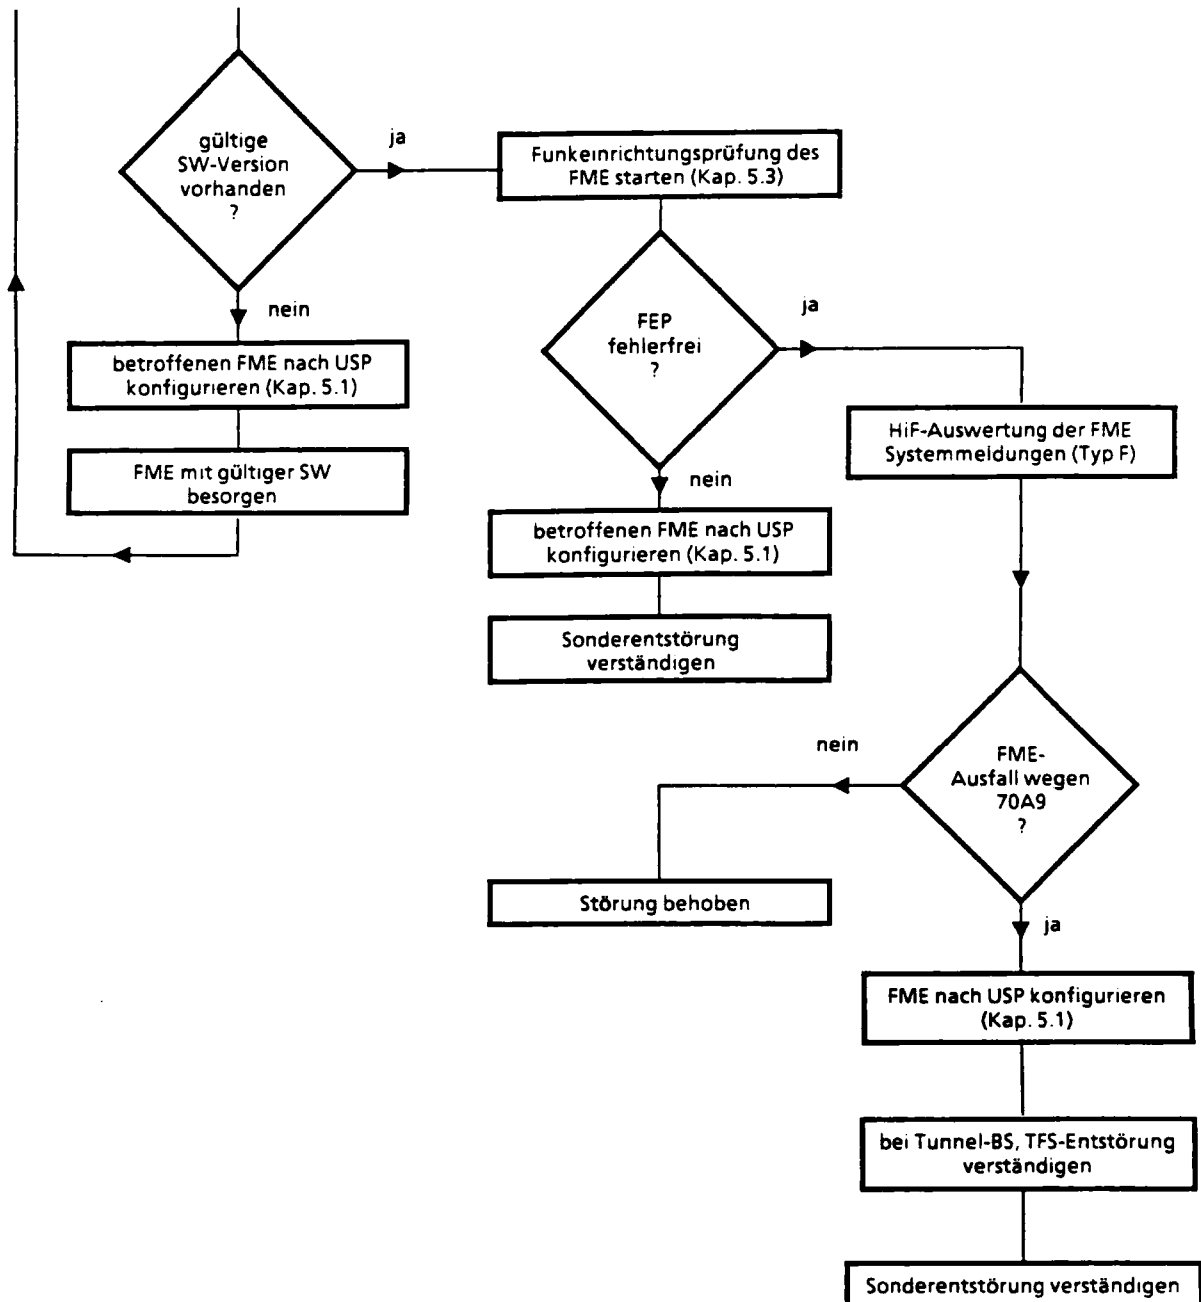 gültige
SW-Version
vorhanden
?
ja
Funkeinrichtungsprüfung des
FME starten (Kap. 5.3)
nein
betroffenen FME nach USP
konfigurieren (Kap. 5.1)
FME mit gültiger SW
besorgen
FEP
fehlerfrei
?
ja
HiF-Auswertung der FME
Systemmeldungen (Typ F)
nein
betroffenen FME nach USP
konfigurieren (Kap. 5.1)
Sonderentstörung
verständigen
FME-
Ausfall wegen
70A9
?
nein
Störung behoben
ja
FME nach USP konfigurieren
(Kap. 5.1)
bei Tunnel-BS, TFS-Entstörung
verständigen
Sonderentstörung verständigen